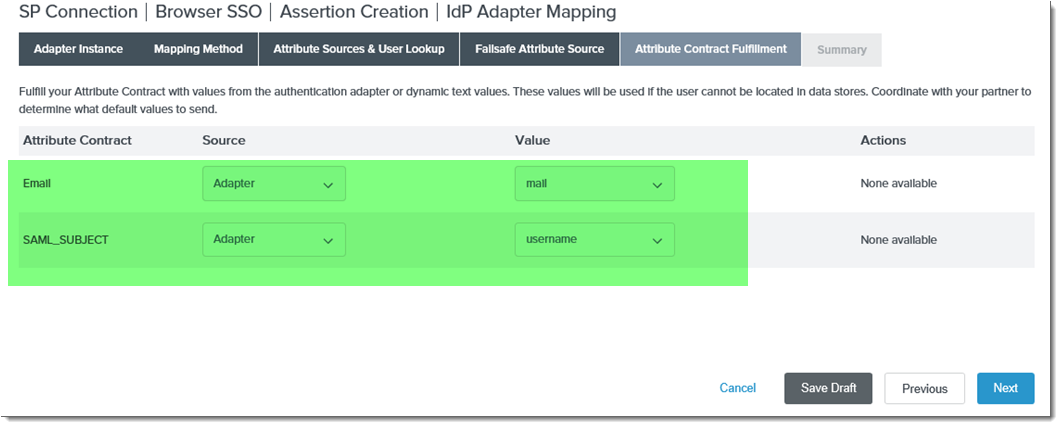 SP Connection | Browser SSO | Assertion Creation | IdP Adapter Mapping
Adapter Instance Mapping Method Attribute Sources & User Lookup Failsafe Attribute Source Attribute Contract Fulfillment Summary
Fulfill your Attribute Contract with values from the authentication adapter or dynamic text values. These values will be used if the user cannot be located in data stores. Coordinate with your partner to
determine what default values to send.
Attribute Contract Source Value Actions
Email Adapter mail None available
SAML_SUBJECT Adapter username None available
Cancel Save Draft Previous Next